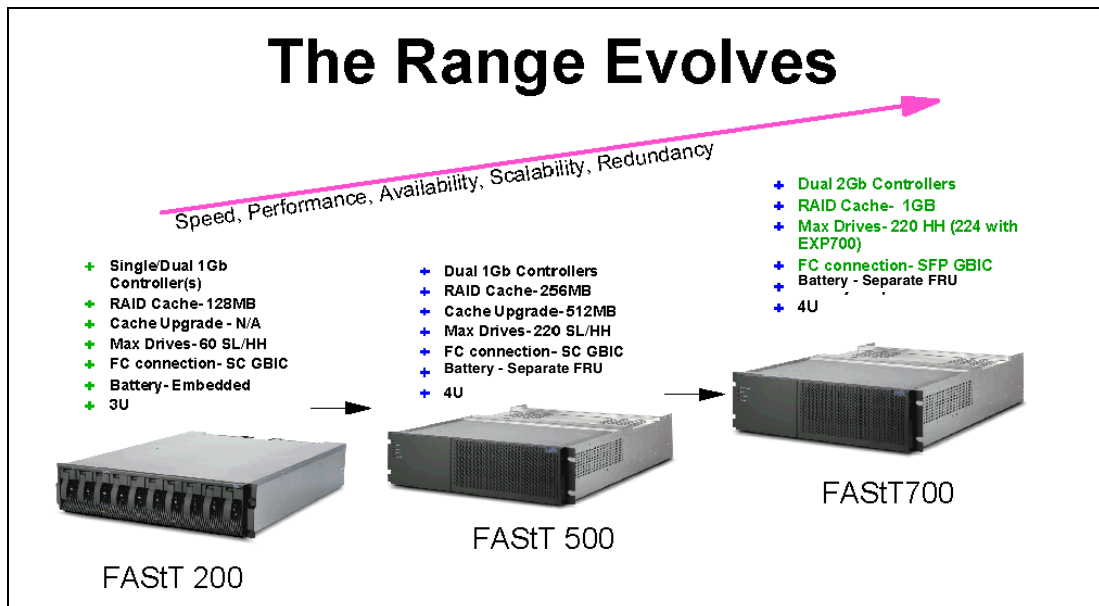 The Range Evolves
Speed, Performance, Availability, Scalability, Redundancy
Single/Dual 1Gb
Controller(s)
RAID Cache-128MB
Cache Upgrade - N/A
Max Drives-60 SL/HH
FC connection- SC GBIC
Battery- Embedded
3U
FAStT 200
Dual 1Gb Controllers
RAID Cache-256MB
Cache Upgrade-512MB
Max Drives-220 SL/HH
FC connection- SC GBIC
Battery - Separate FRU
4U
FAStT 500
Dual 2Gb Controllers
RAID Cache- 1GB
Max Drives- 220 HH (224 with
EXP700)
FC connection- SFP GBIC
Battery - Separate FRU
4U
FAStT700